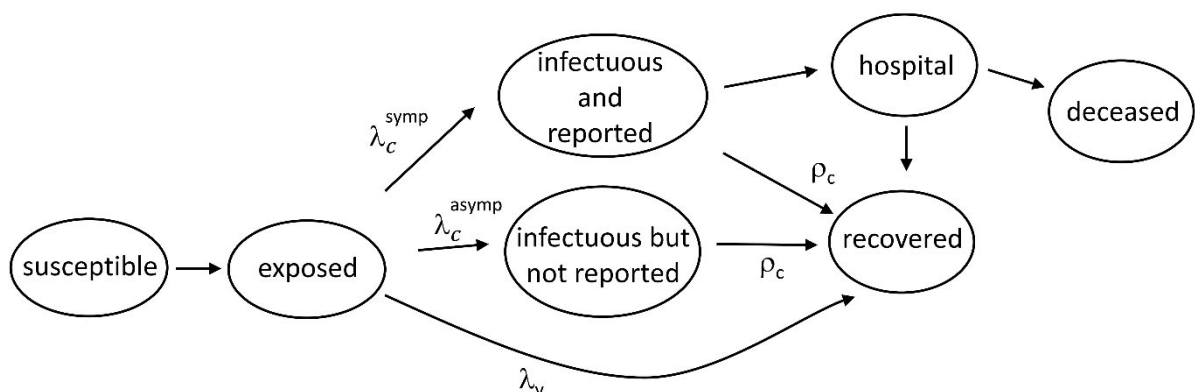 infectuous
and
reported
hospital
deceased
λ_c^symp
ρ_c
λ_c^asymp
susceptible
exposed
infectuous but
not reported
recovered
ρ_c
λ_v